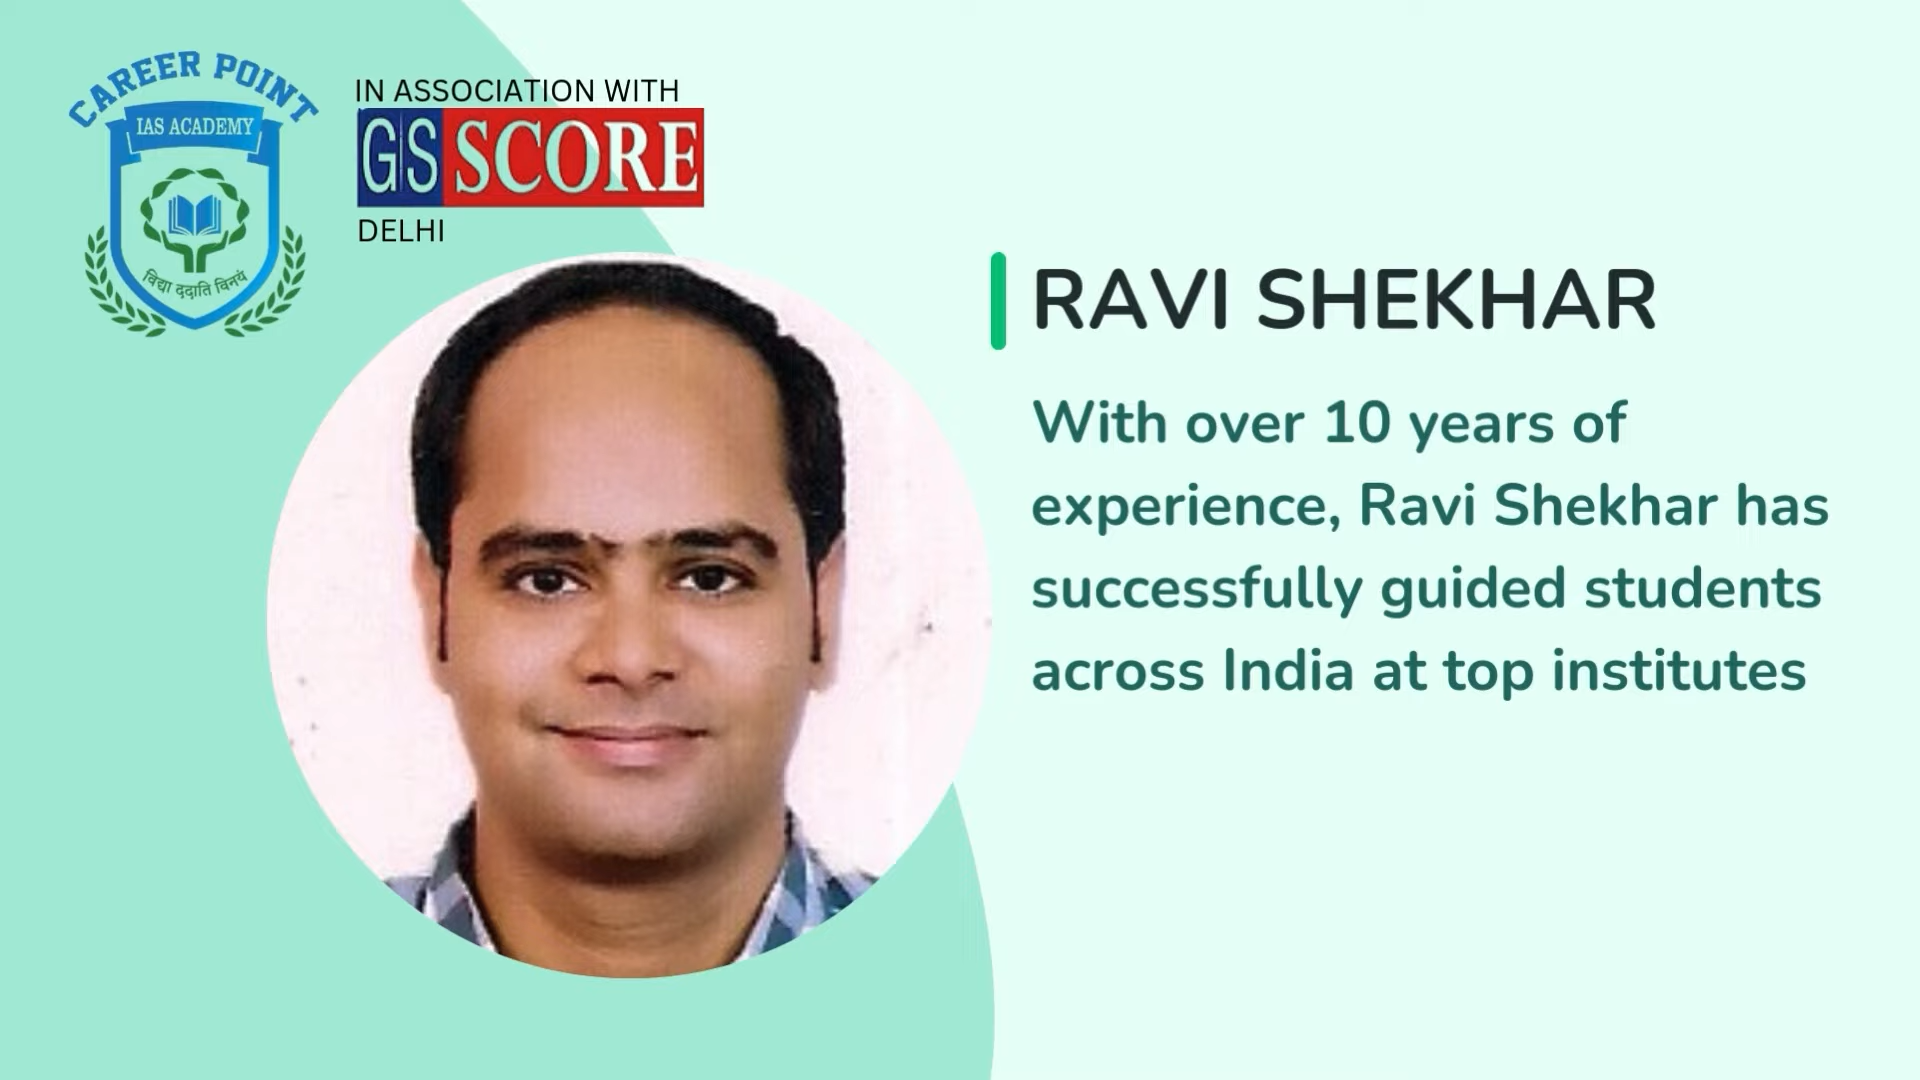 CAREER POINT
IAS ACADEMY
विद्या ददाति विनयं
IN ASSOCIATION WITH
GS SCORE
DELHI
RAVI SHEKHAR
With over 10 years of
experience, Ravi Shekhar has
successfully guided students
across India at top institutes